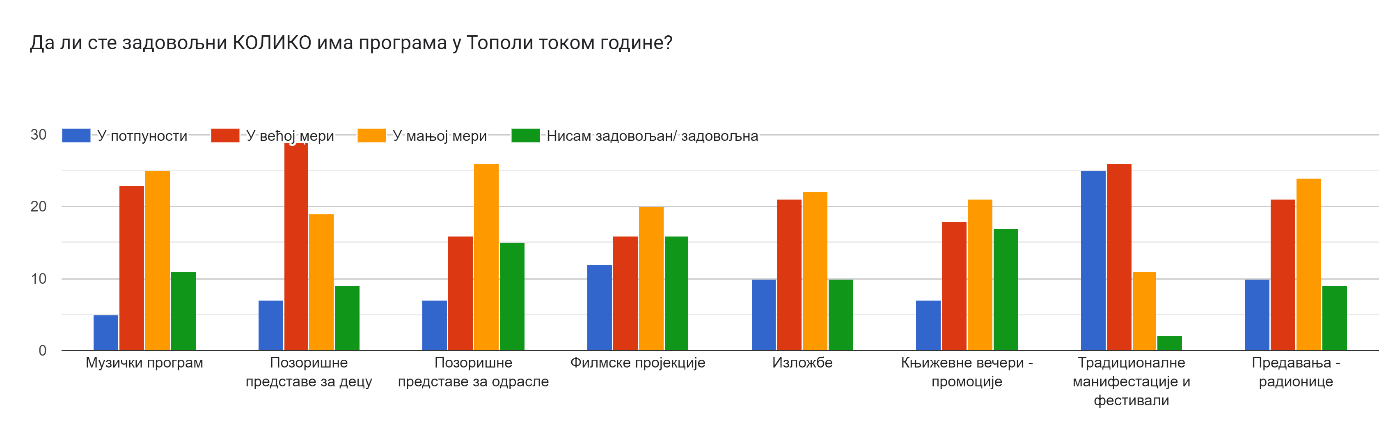 Да ли сте задовољни КОЛИКО има програма у Тополи током године?
У потпуности У већој мери У мањој мери Нисам задовољан/ задовољна
30
20
10
0
Музички програм
Позоришне
представе за децу
Позоришне
представе за одрасле
Филмске пројекције
Изложбе
Књижевне вечери -
промоције
Традиционалне
манифестације и
фестивали
Предавања -
радионице